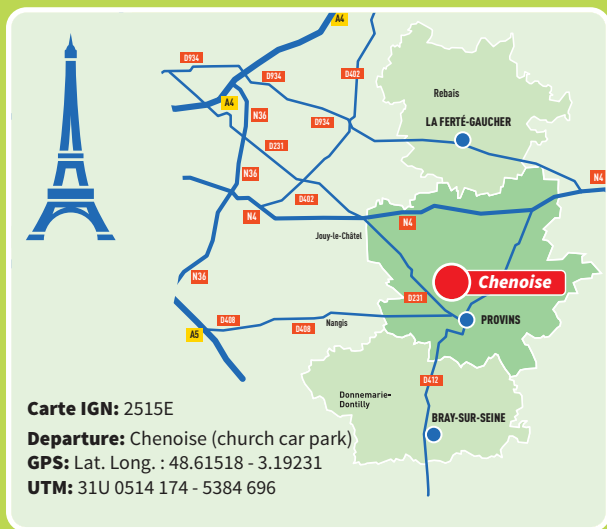 A4
D934
D402
D934
A4
Rebais
N36
D934
LA FERTÉ-GAUCHER
D231
N36
N4
D402
N4
N4
Jouy-le-Châtel
N36
Chenoise
D231
D408
Nangis
PROVINS
D408
A5
D412
Donnemarie-
Dontilly
BRAY-SUR-SEINE
Carte IGN: 2515E
Departure: Chenoise (church car park)
GPS: Lat. Long. : 48.61518 - 3.19231
UTM: 31U 0514 174 - 5384 696